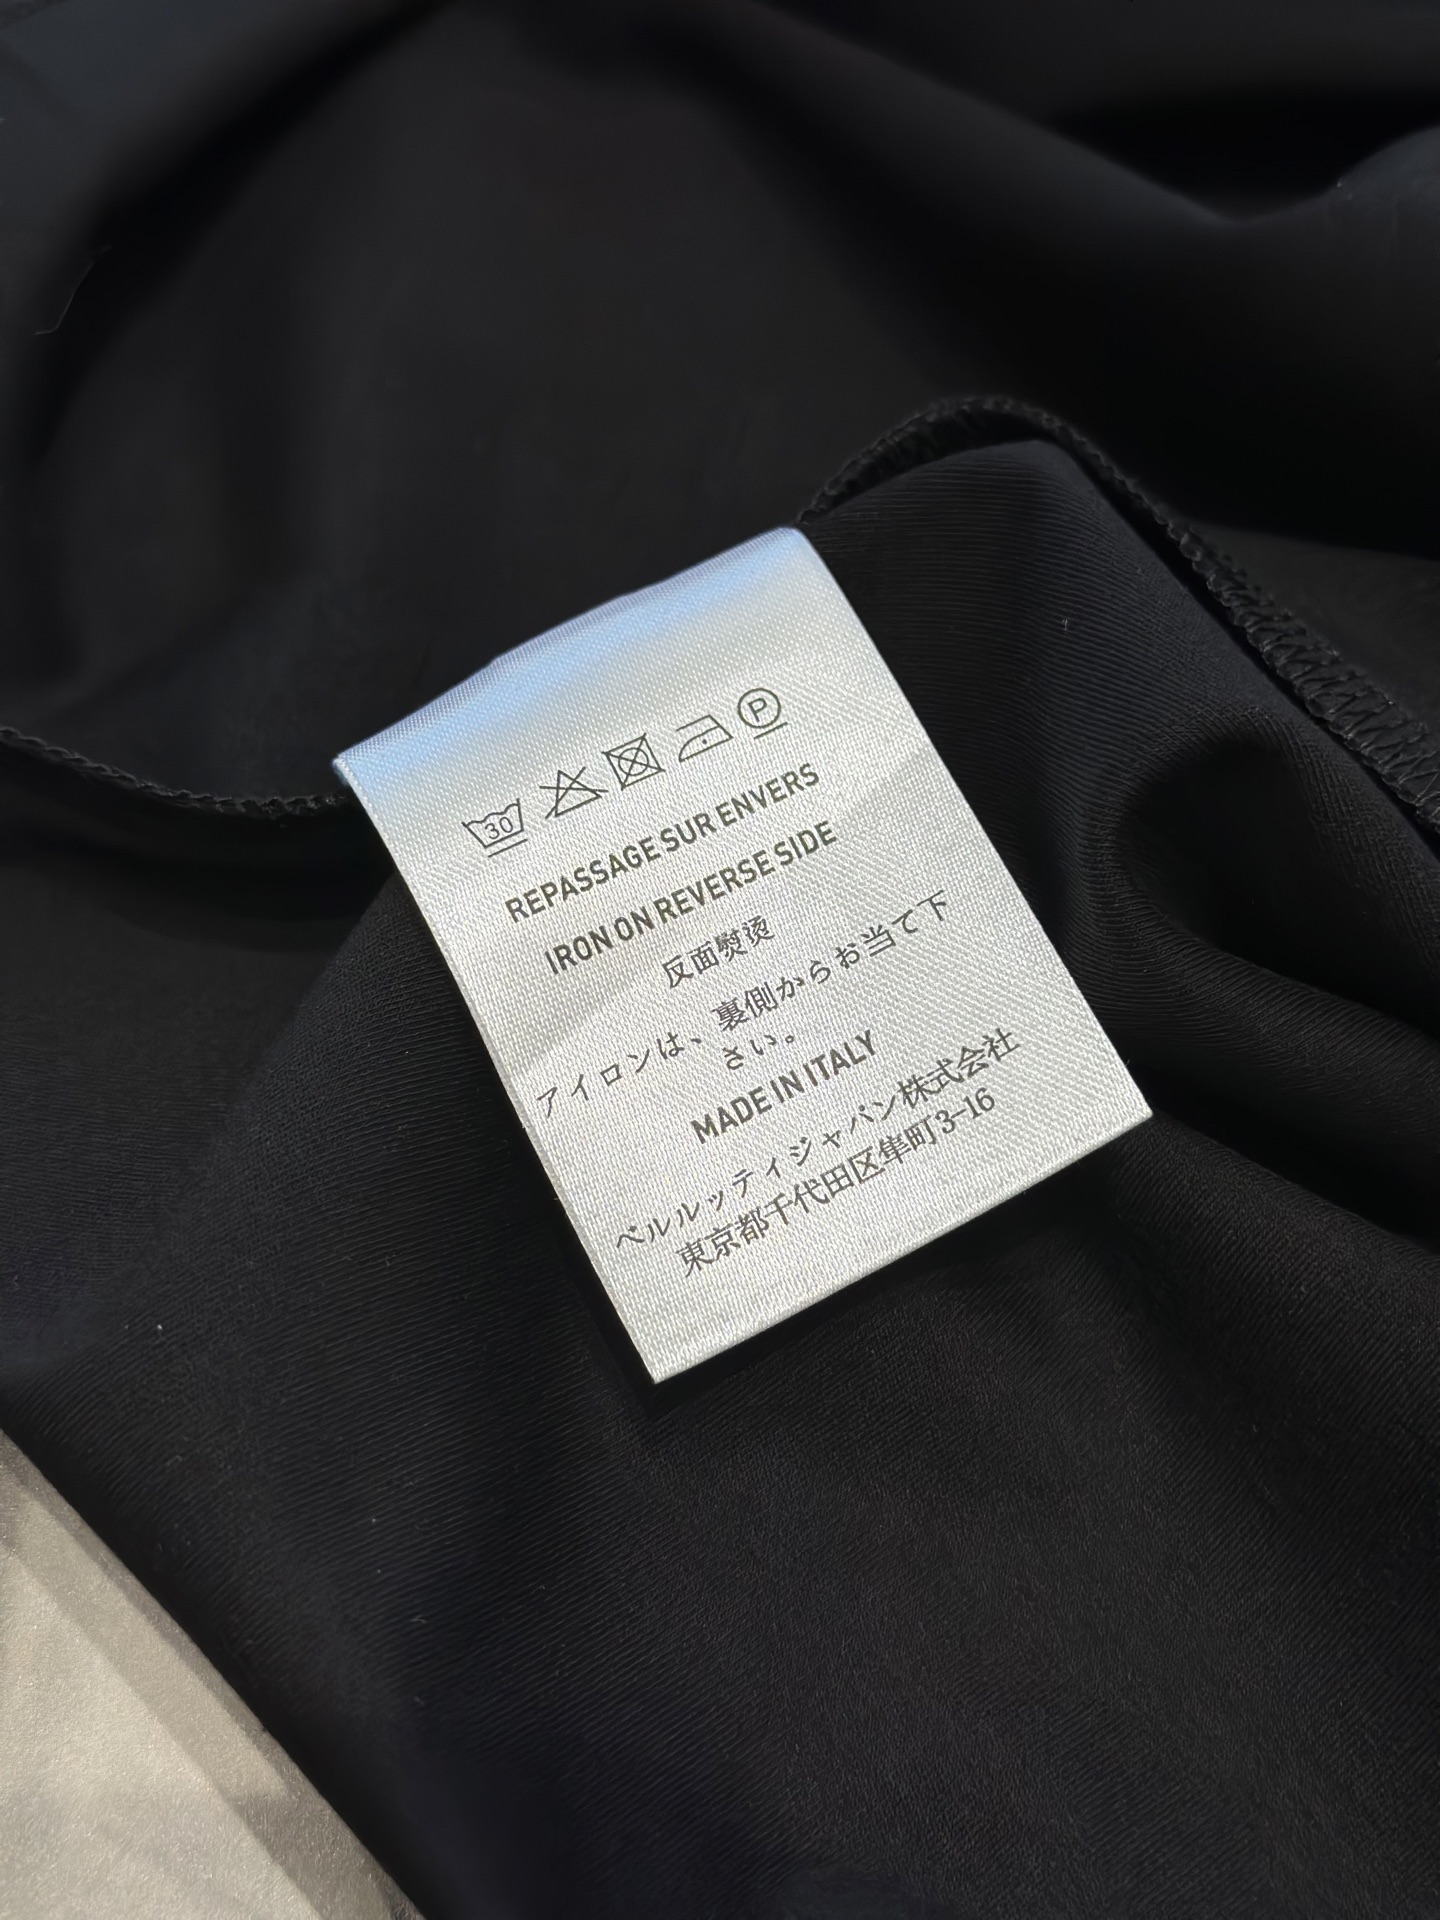 30 P
REPASSAGE SUR ENVERS
IRON ON REVERSE SIDE
反面熨烫
アイロンは、裏側からお当て下
さい。
MADE IN ITALY
ベルルッティジャパン株式会社
東京都千代田区隼町3-16